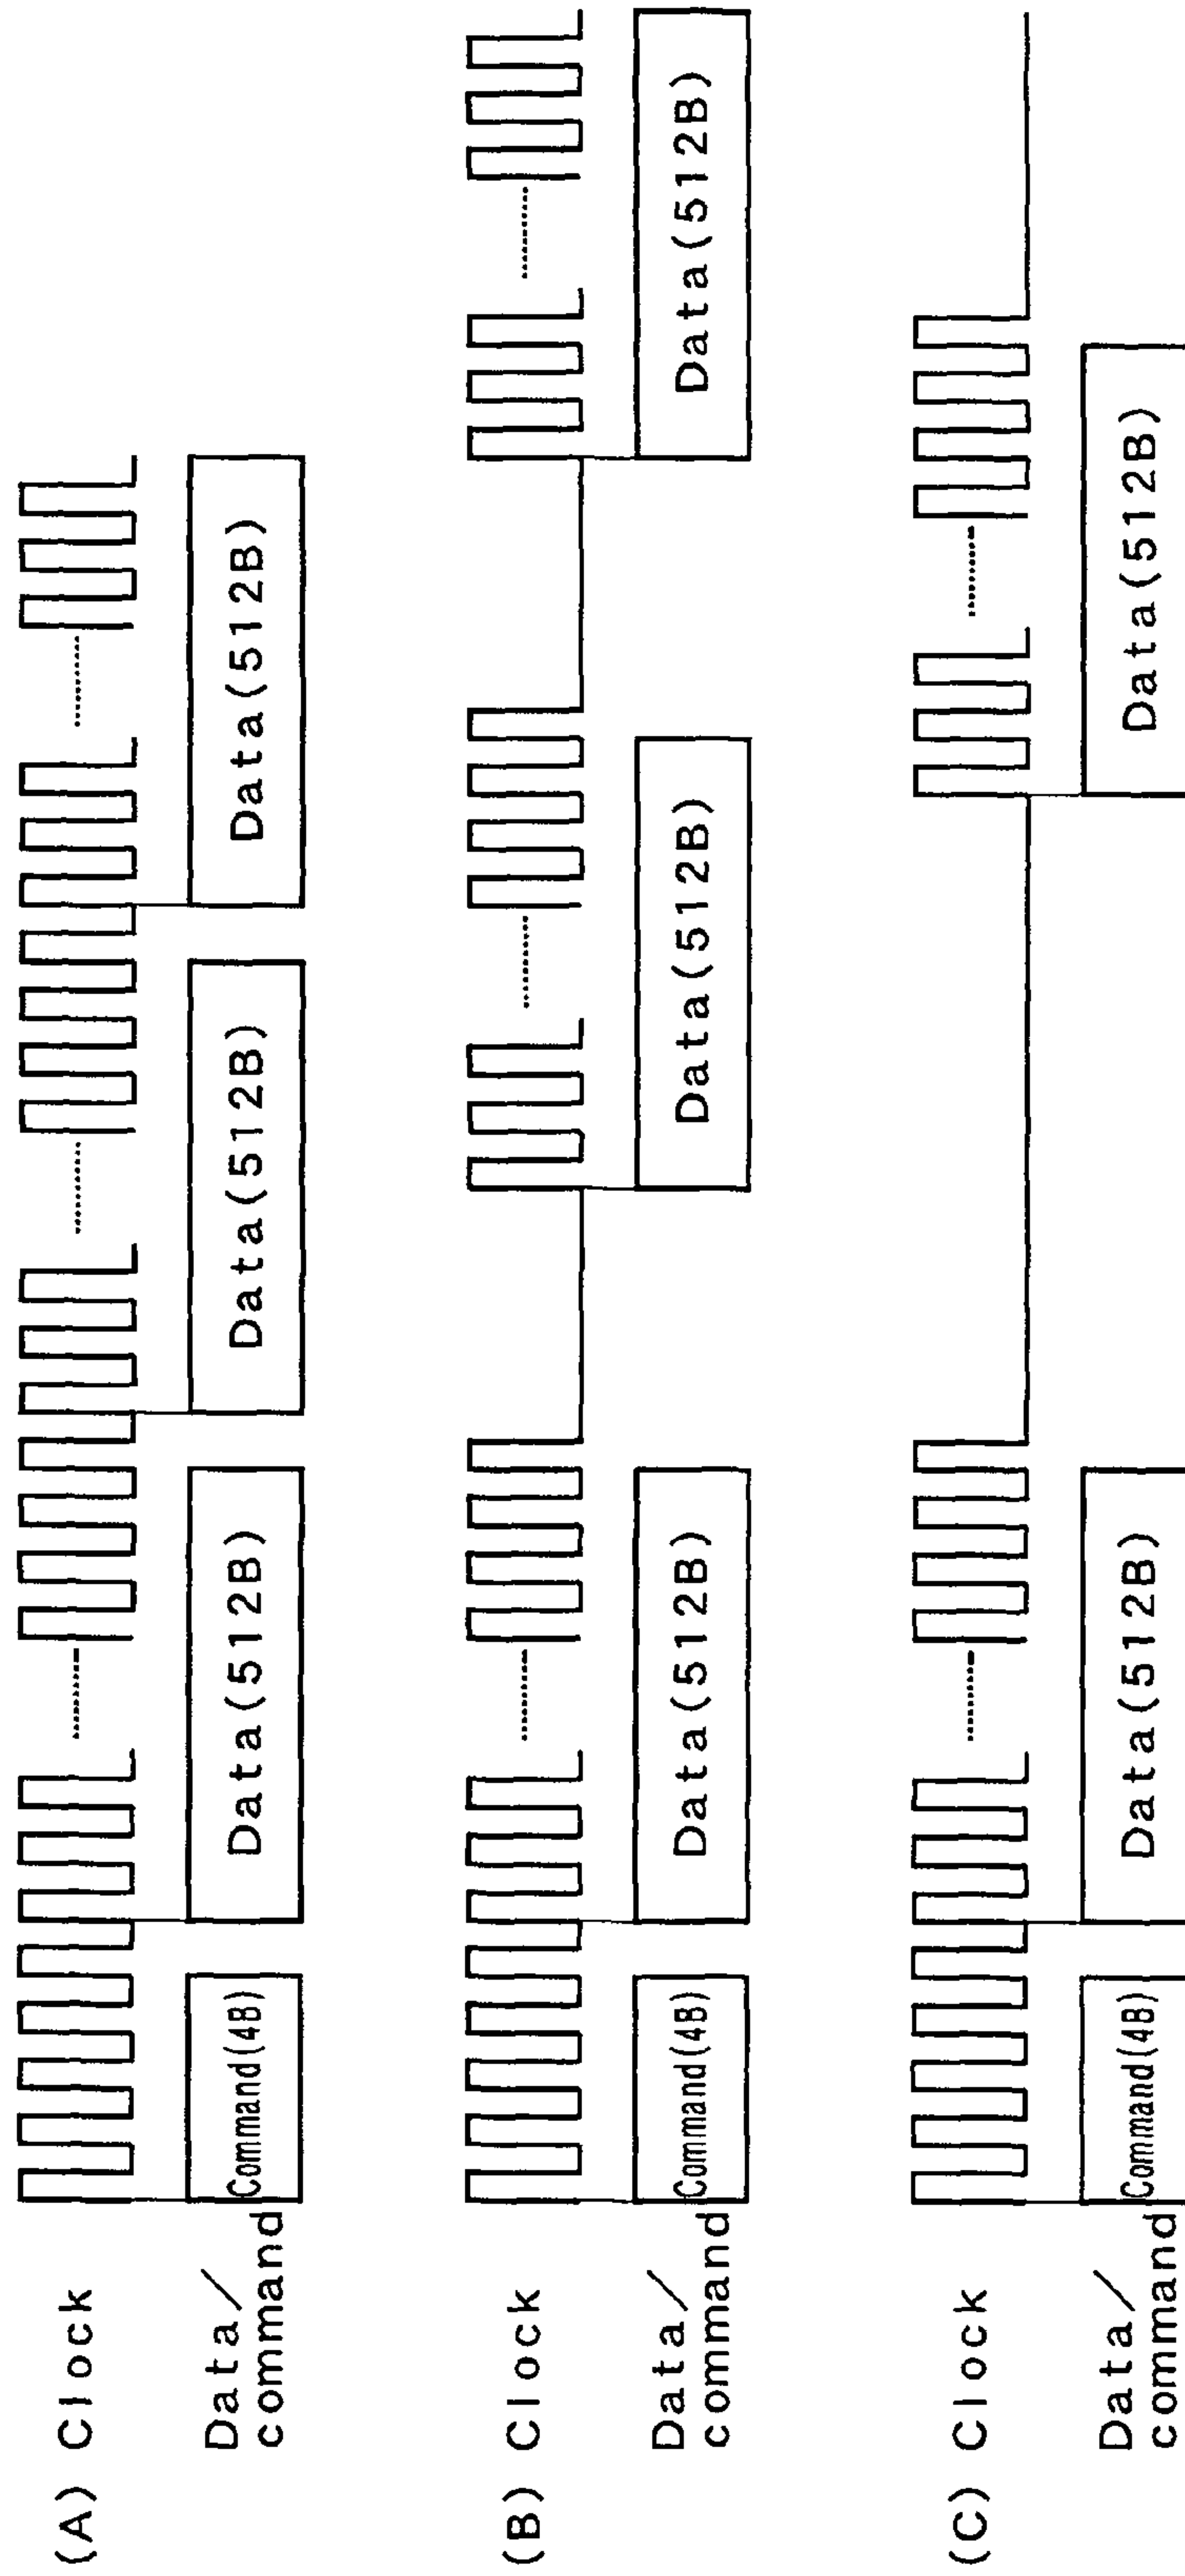 (A) Clock
Data/
command
Command(4B)
Data(512B)
Data(512B)
Data(512B)
(B) Clock
Data/
command
Command(4B)
Data(512B)
Data(512B)
Data(512B)
(C) Clock
Data/
command
Command(4B)
Data(512B)
Data(512B)